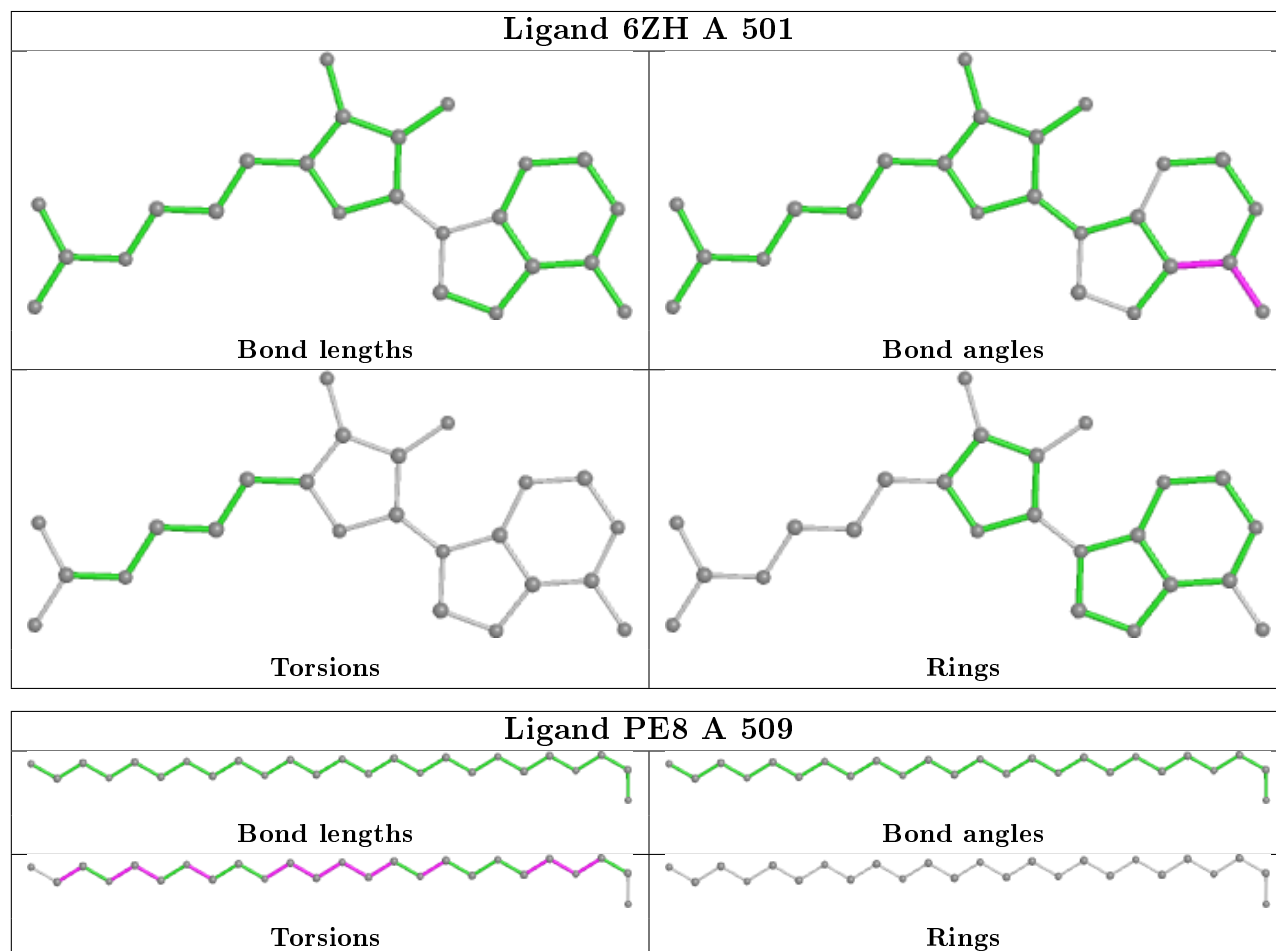 Ligand 6ZH A 501
Bond lengths
Bond angles
Torsions
Rings
Ligand PE8 A 509
Bond lengths
Bond angles
Torsions
Rings